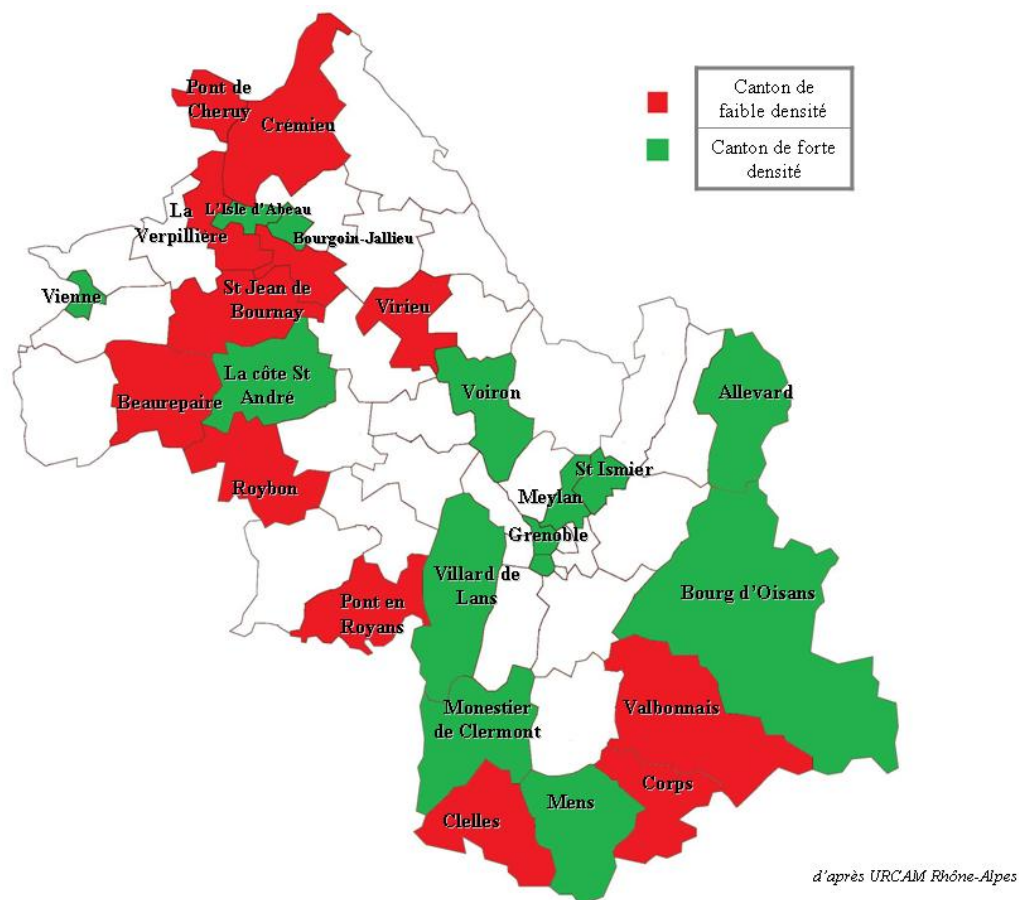 Pont de
Cheruy
Crémieu
Canton de
faible densité
Canton de forte
densité
L'Isle d'Abeau
La
Verpillière
Bourgoin-Jallieu
Vienne
St Jean de
Bournay
Virieu
La côte St
André
Beaurepaire
Voiron
Allevard
Roybon
St Ismier
Meylan
Grenoble
Villard de
Lans
Pont en
Royans
Bourg d'Oisans
Monestier
de Clermont
Valbonnais
Corps
Mens
Clelles
d'après URCAM Rhône-Alpes